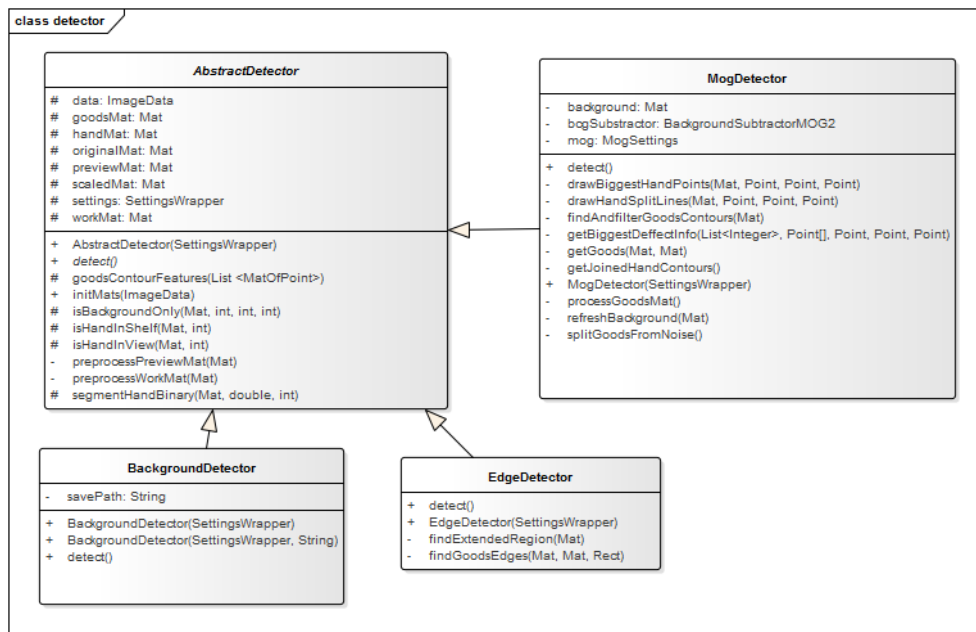 class detector
AbstractDetector
# data: ImageData
# goodsMat: Mat
# handMat: Mat
# originalMat: Mat
# previewMat: Mat
# scaledMat: Mat
# settings: SettingsWrapper
# workMat: Mat
+ AbstractDetector(SettingsWrapper)
+ detect()
# goodsContourFeatures(List <MatOfPoint>)
+ initMats(ImageData)
# isBackgroundOnly(Mat, int, int, int)
# isHandInShelf(Mat, int)
# isHandInView(Mat, int)
- preprocessPreviewMat(Mat)
- preprocessWorkMat(Mat)
# segmentHandBinary(Mat, double, int)
MogDetector
- background: Mat
- bcgSubstractor: BackgroundSubtractorMOG2
- mog: MogSettings
+ detect()
- drawBiggestHandPoints(Mat, Point, Point, Point)
- drawHandSplitLines(Mat, Point, Point, Point)
- findAndfilterGoodsContours(Mat)
- getBiggestDeffectInfo(List<Integer>, Point[], Point, Point, Point)
- getGoods(Mat, Mat)
- getJoinedHandContours()
+ MogDetector(SettingsWrapper)
- processGoodsMat()
- refreshBackground(Mat)
- splitGoodsFromNoise()
BackgroundDetector
- savePath: String
+ BackgroundDetector(SettingsWrapper)
+ BackgroundDetector(SettingsWrapper, String)
+ detect()
EdgeDetector
+ detect()
+ EdgeDetector(SettingsWrapper)
- findExtendedRegion(Mat)
- findGoodsEdges(Mat, Mat, Rect)